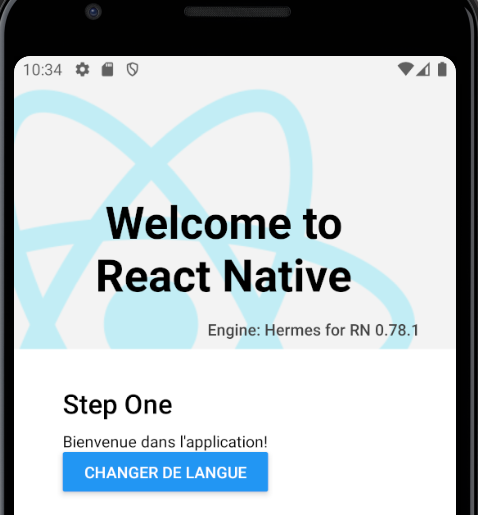 10:34
Welcome to
React Native
Engine: Hermes for RN 0.78.1
Step One
Bienvenue dans l'application!
CHANGER DE LANGUE